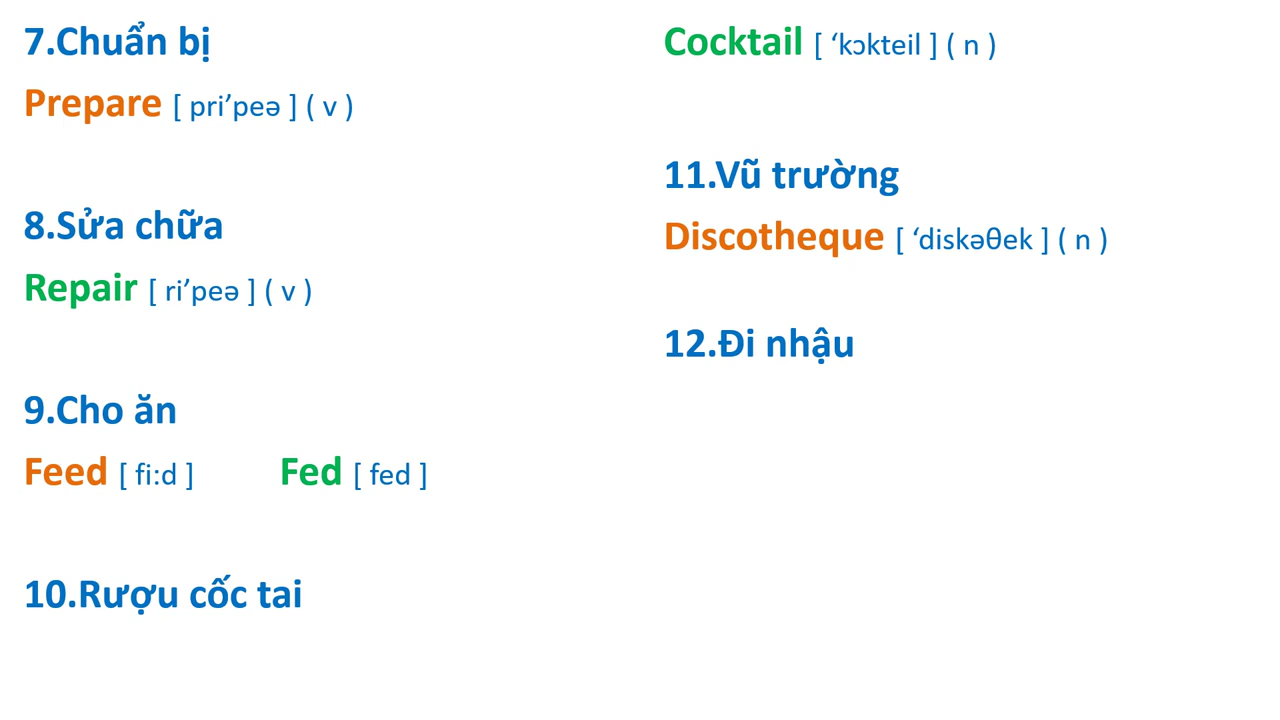 7.Chuẩn bị
Prepare [ pri’peə ] ( v )
8.Sửa chữa
Repair [ ri’peə ] ( v )
9.Cho ăn
Feed [ fi:d ] Fed [ fed ]
10.Rượu cốc tai
Cocktail [ ‘kɔkteil ] ( n )
11.Vũ trường
Discotheque [ ‘diskəθek ] ( n )
12.Đi nhậu